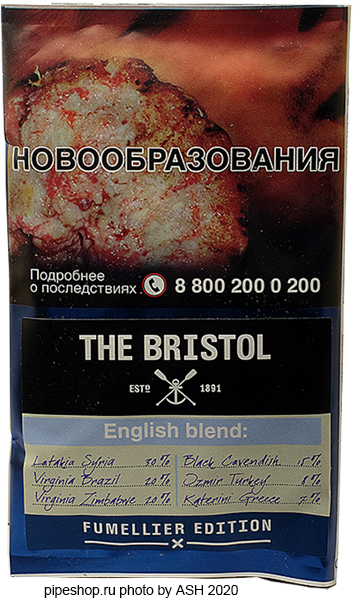 НОВООБРАЗОВАНИЯ
Подробнее
о последствиях 8 800 200 0 200
THE BRISTOL
ESTD 1891
English blend:
Latakia Syria 30% Black Cavendish 15%
Virginia Brazil 20% Ozmir Turkey 8%
Virginia Zimbabwe 20% Katerini Greece 7%
FUMELLIER EDITION
pipeshop.ru photo by ASH 2020